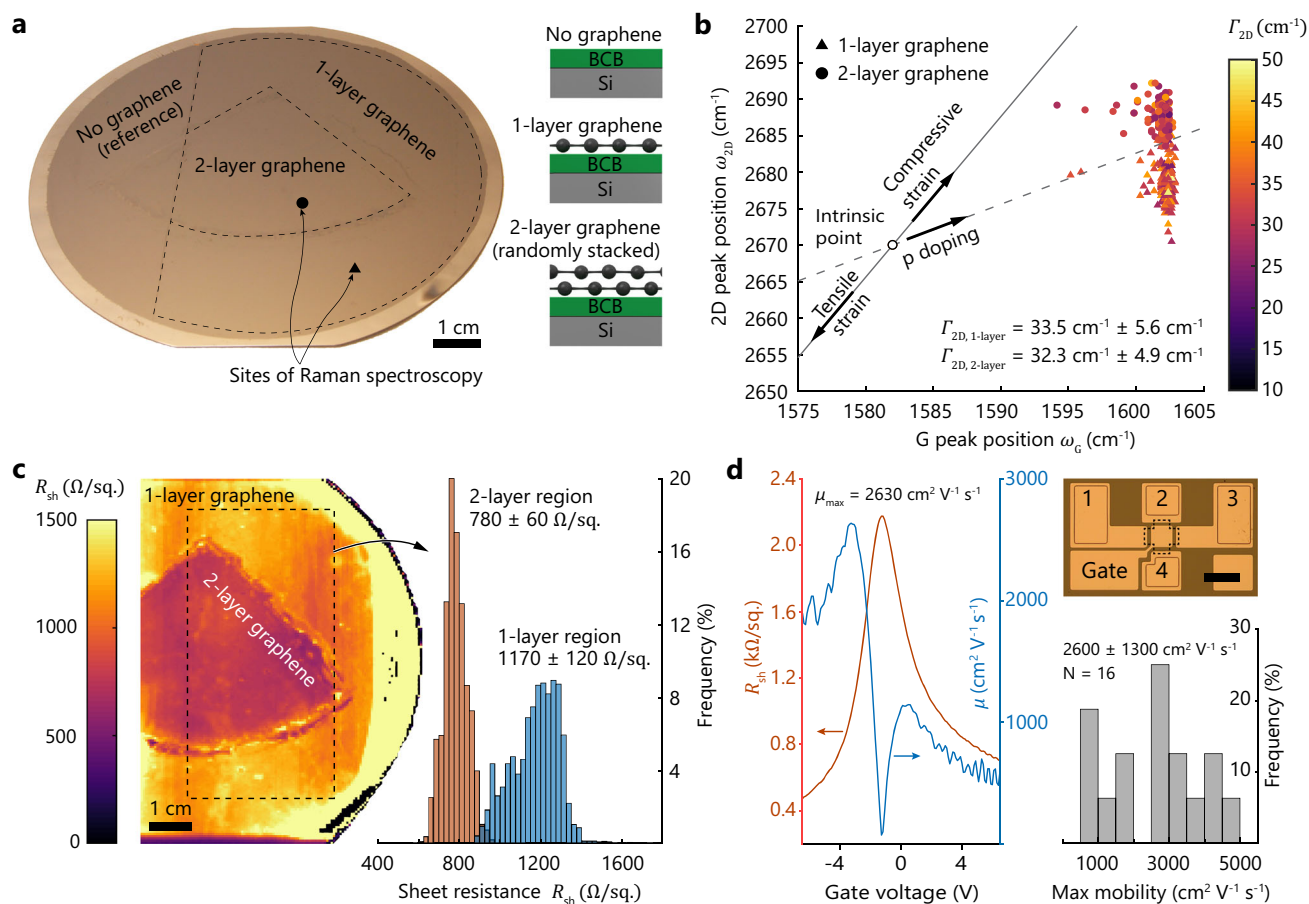 a
No graphene
(reference)
1-layer graphene
2-layer graphene
1 cm
Sites of Raman spectroscopy
No graphene
BCB
Si
1-layer graphene
BCB
Si
2-layer graphene
(randomly stacked)
BCB
Si
b
2D peak position ω2D (cm-1)
2700
2695
2690
2685
2680
2675
2670
2665
2660
2655
2650
1-layer graphene
2-layer graphene
Compressive
strain
Intrinsic
point
p doping
Tensile
strain
Γ2D, 1-layer = 33.5 cm-1 ± 5.6 cm-1
Γ2D, 2-layer = 32.3 cm-1 ± 4.9 cm-1
1575 1580 1585 1590 1595 1600 1605
G peak position ωG (cm-1)
Γ2D (cm-1)
50
45
40
35
30
25
20
15
10
c
Rsh (Ω/sq.)
1500
1000
500
0
1-layer graphene
2-layer graphene
1 cm
2-layer region
780 ± 60 Ω/sq.
1-layer region
1170 ± 120 Ω/sq.
20
16
12
8
4
Frequency (%)
400 800 1200 1600
Sheet resistance Rsh (Ω/sq.)
d
Rsh (kΩ/sq.)
2.4
2.0
1.6
1.2
0.8
0.4
μmax = 2630 cm2 V-1 s-1
3000
2000
1000
μ (cm2 V-1 s-1)
-4 0 4
Gate voltage (V)
1 2 3
Gate 4
2600 ± 1300 cm2 V-1 s-1
N = 16
30
20
10
Frequency (%)
1000 3000 5000
Max mobility (cm2 V-1 s-1)